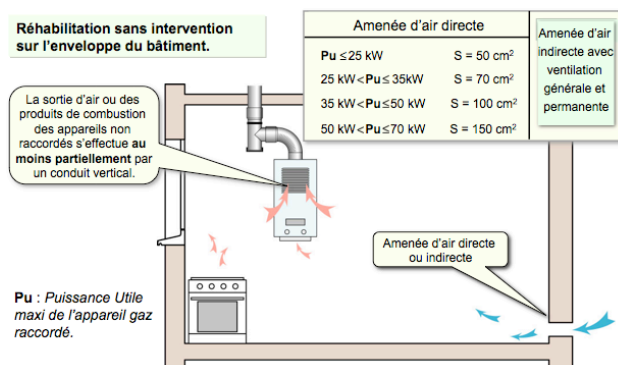 Réhabilitation sans intervention
sur l'enveloppe du bâtiment.
Amenée d'air directe
Pu ≤25 kW S = 50 cm²
25 kW<Pu≤ 35kW S = 70 cm²
35 kW<Pu≤50 kW S = 100 cm²
50 kW<Pu≤70 kW S = 150 cm²
Amenée d'air
indirecte avec
ventilation
générale et
permanente
La sortie d'air ou des
produits de combustion
des appareils non
raccordés s'effectue au
moins partiellement par
un conduit vertical.
Amenée d'air directe
ou indirecte
Pu : Puissance Utile
maxi de l'appareil gaz
raccordé.